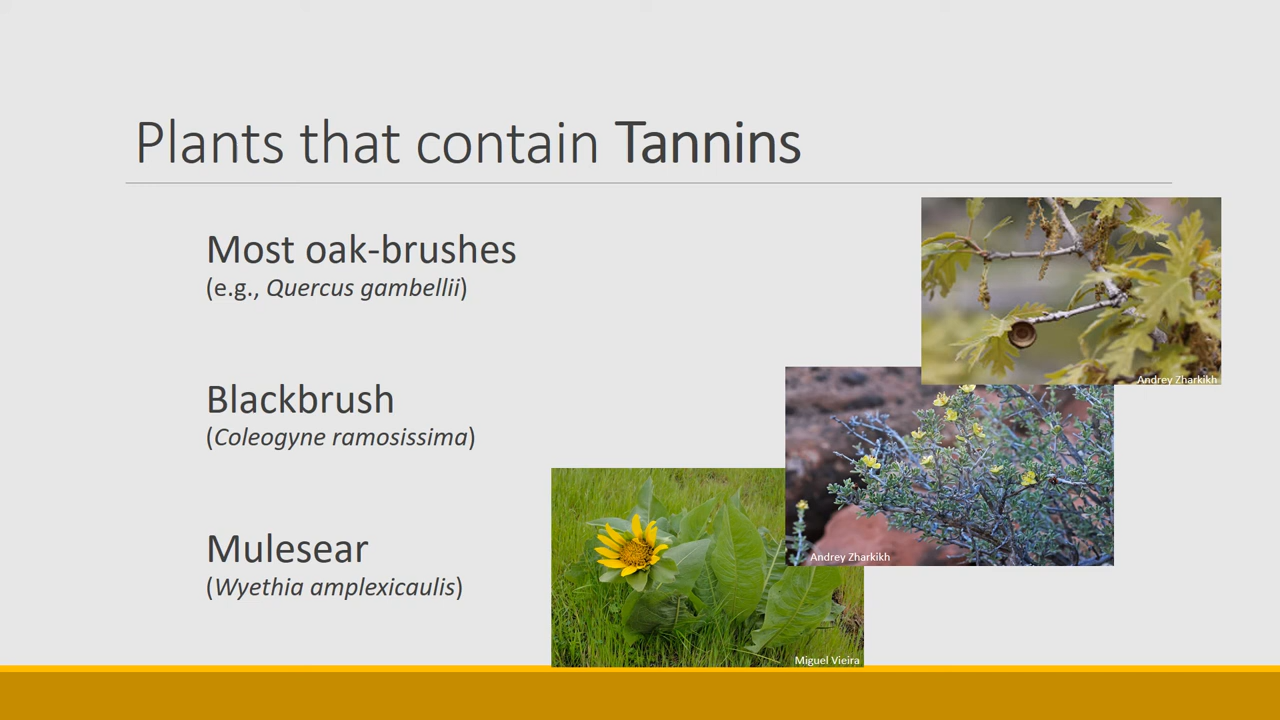 Plants that contain Tannins
Most oak-brushes
(e.g., Quercus gambellii)
Blackbrush
(Coleogyne ramosissima)
Mulesear
(Wyethia amplexicaulis)
Andrey Zharkikh
Andrey Zharkikh
Miguel Vieira